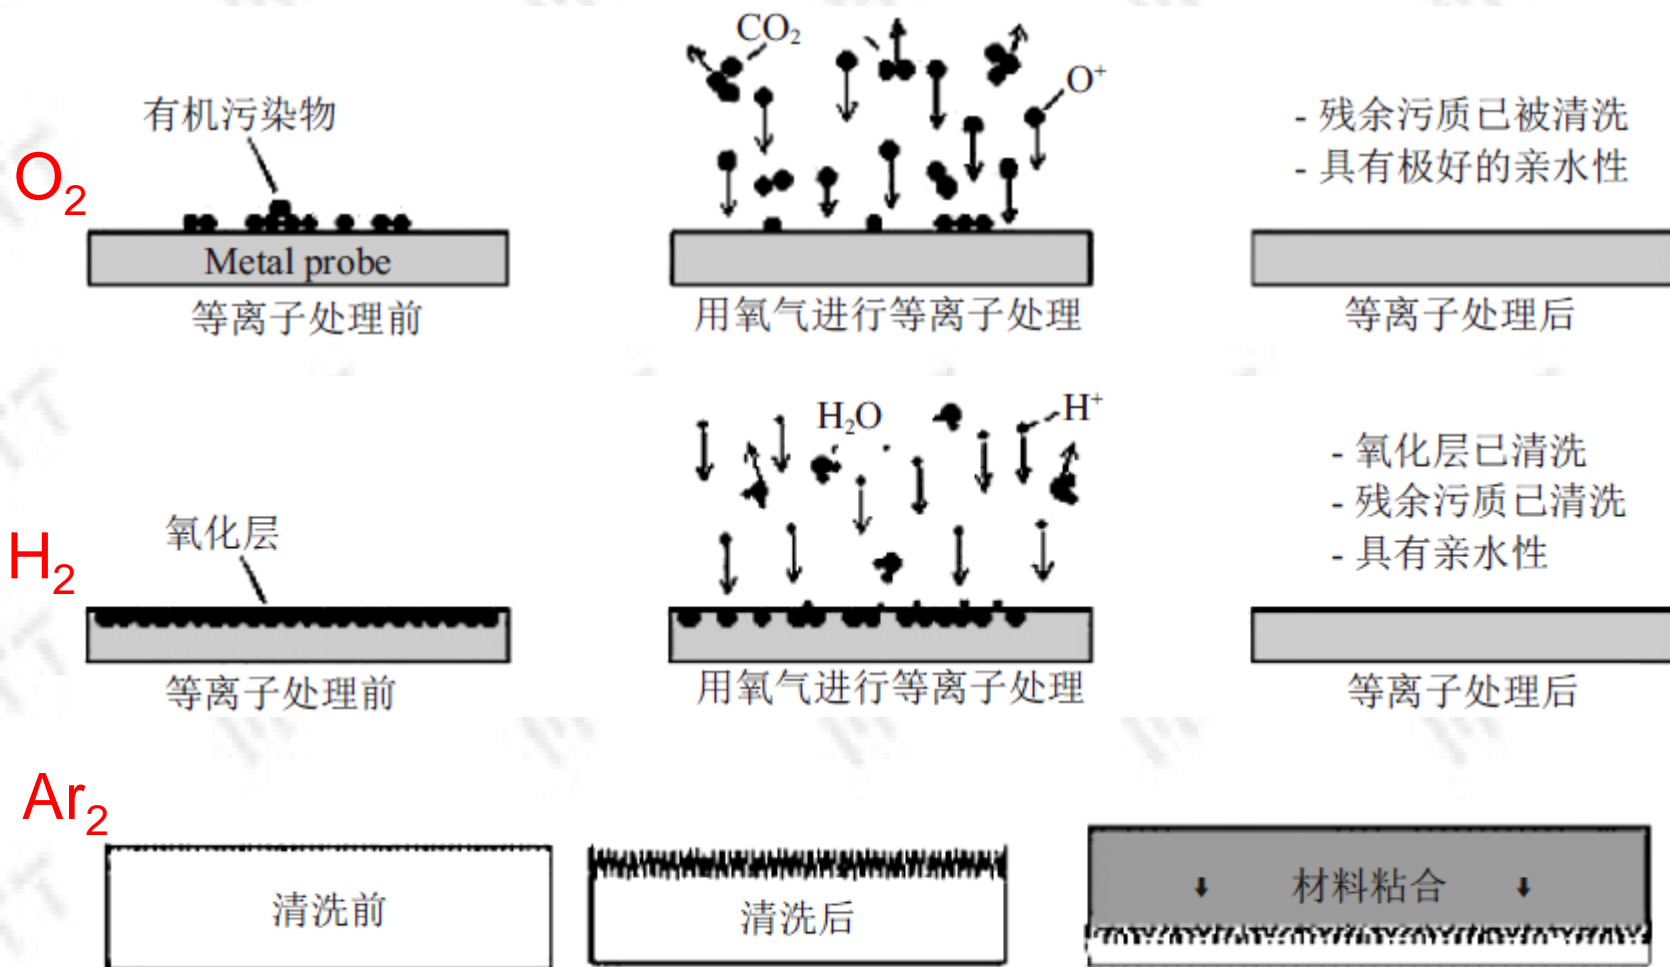 CO₂
O⁺
有机污染物
- 残余污质已被清洗
- 具有极好的亲水性
O₂
Metal probe
等离子处理前
用氧气进行等离子处理
等离子处理后
H₂O
H⁺
- 氧化层已清洗
- 残余污质已清洗
- 具有亲水性
氧化层
H₂
等离子处理前
用氧气进行等离子处理
等离子处理后
Ar₂
清洗前
清洗后
材料粘合